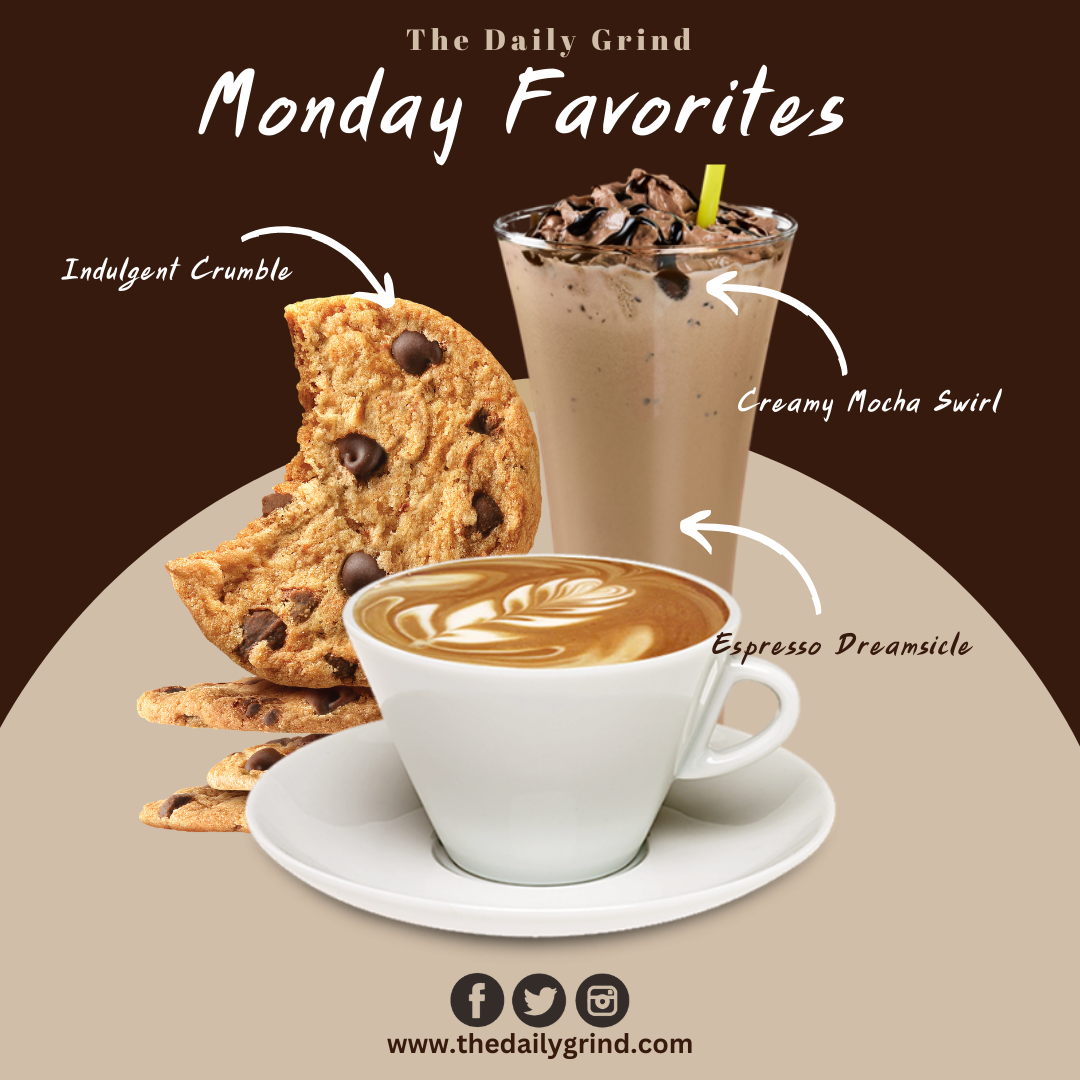 The Daily Grind
Monday Favorites
Indulgent Crumble
Creamy Mocha Swirl
Espresso Dreamsicle
www.thedailygrind.com